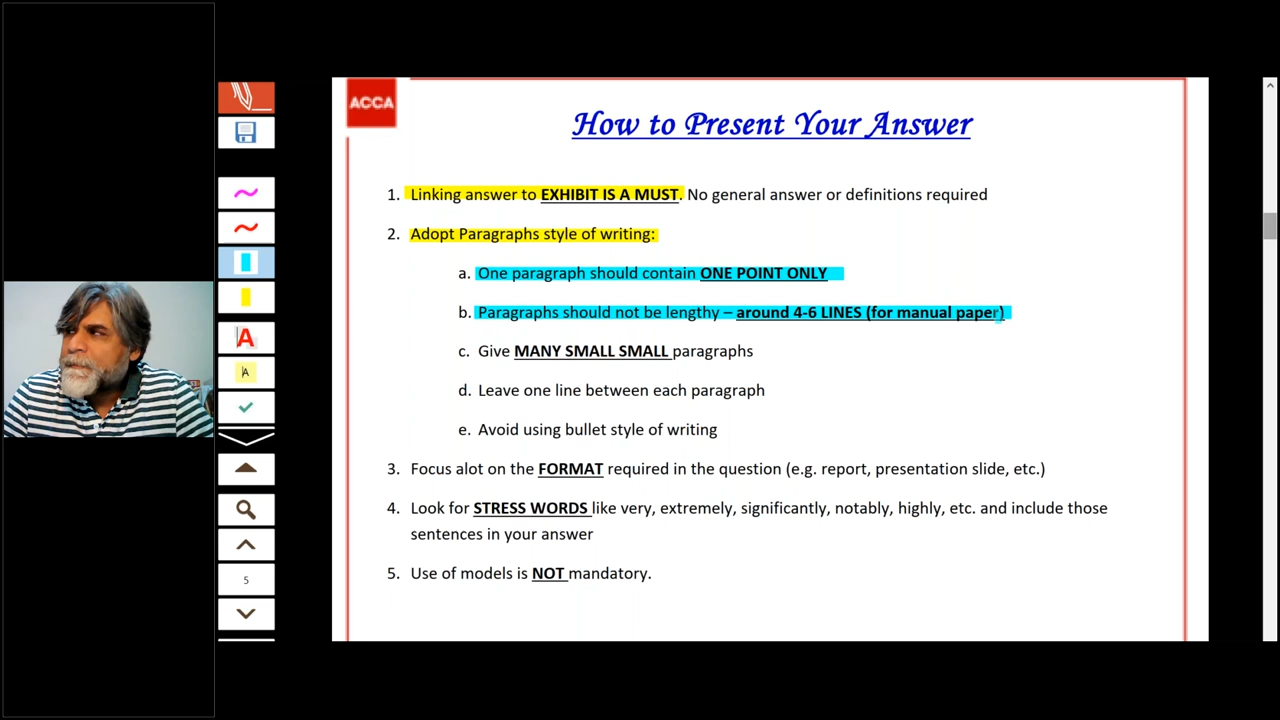 ACCA
How to Present Your Answer
1. Linking answer to EXHIBIT IS A MUST. No general answer or definitions required
2. Adopt Paragraphs style of writing:
a. One paragraph should contain ONE POINT ONLY
b. Paragraphs should not be lengthy – around 4-6 LINES (for manual paper)
c. Give MANY SMALL SMALL paragraphs
d. Leave one line between each paragraph
e. Avoid using bullet style of writing
3. Focus alot on the FORMAT required in the question (e.g. report, presentation slide, etc.)
4. Look for STRESS WORDS like very, extremely, significantly, notably, highly, etc. and include those
sentences in your answer
5. Use of models is NOT mandatory.
A
A
5